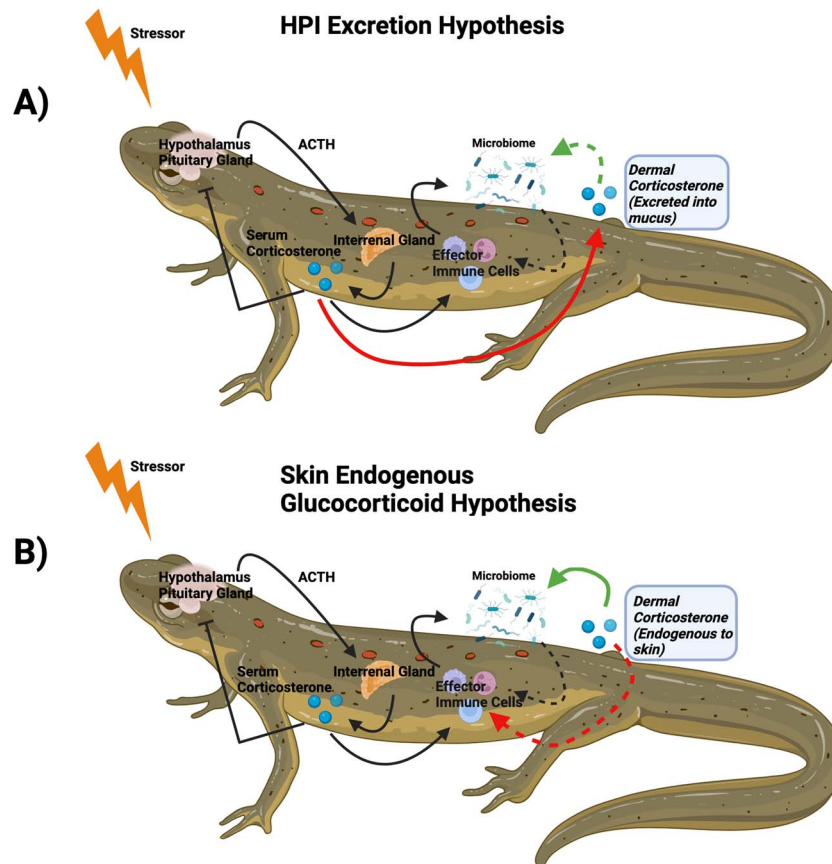 HPI Excretion Hypothesis
Stressor
A)
Hypothalamus
Pituitary Gland
ACTH
Microbiome
Dermal
Corticosterone
(Excreted into
mucus)
Serum
Corticosterone
Interrenal Gland
Effector
Immune Cells
Skin Endogenous
Glucocorticoid Hypothesis
Stressor
B)
Hypothalamus
Pituitary Gland
ACTH
Microbiome
Dermal
Corticosterone
(Endogenous to
skin)
Serum
Corticosterone.
Interrenal Gland
Effector
Immune Cells